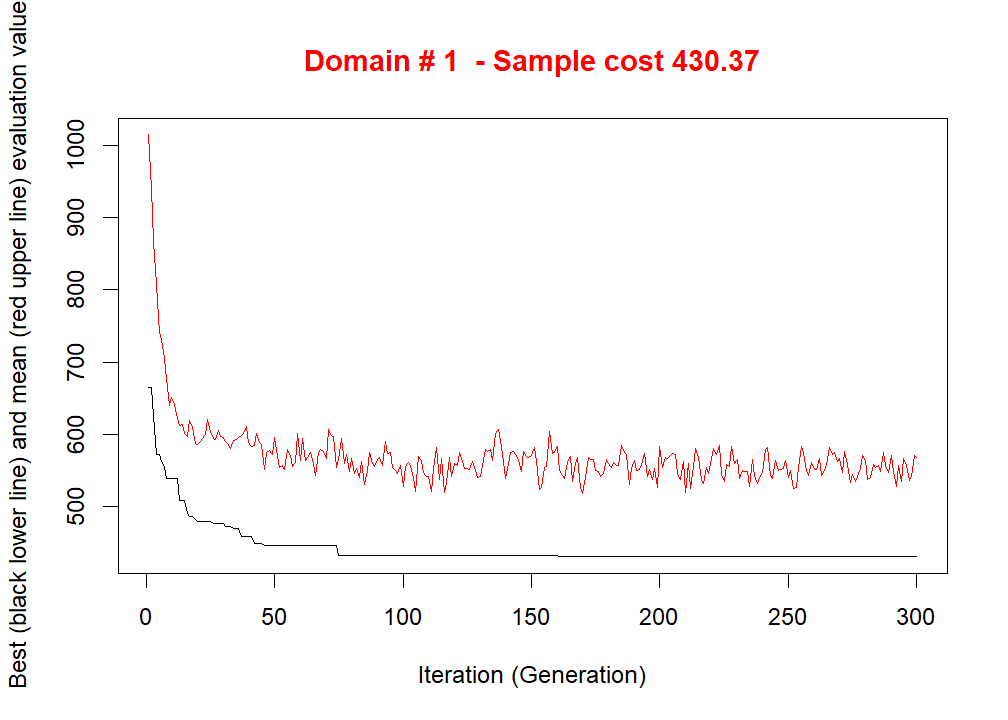 Domain # 1  - Sample cost 430.37
Best (black lower line) and mean (red upper line) evaluation value
1000
900
800
700
600
500
0 50 100 150 200 250 300
Iteration (Generation)